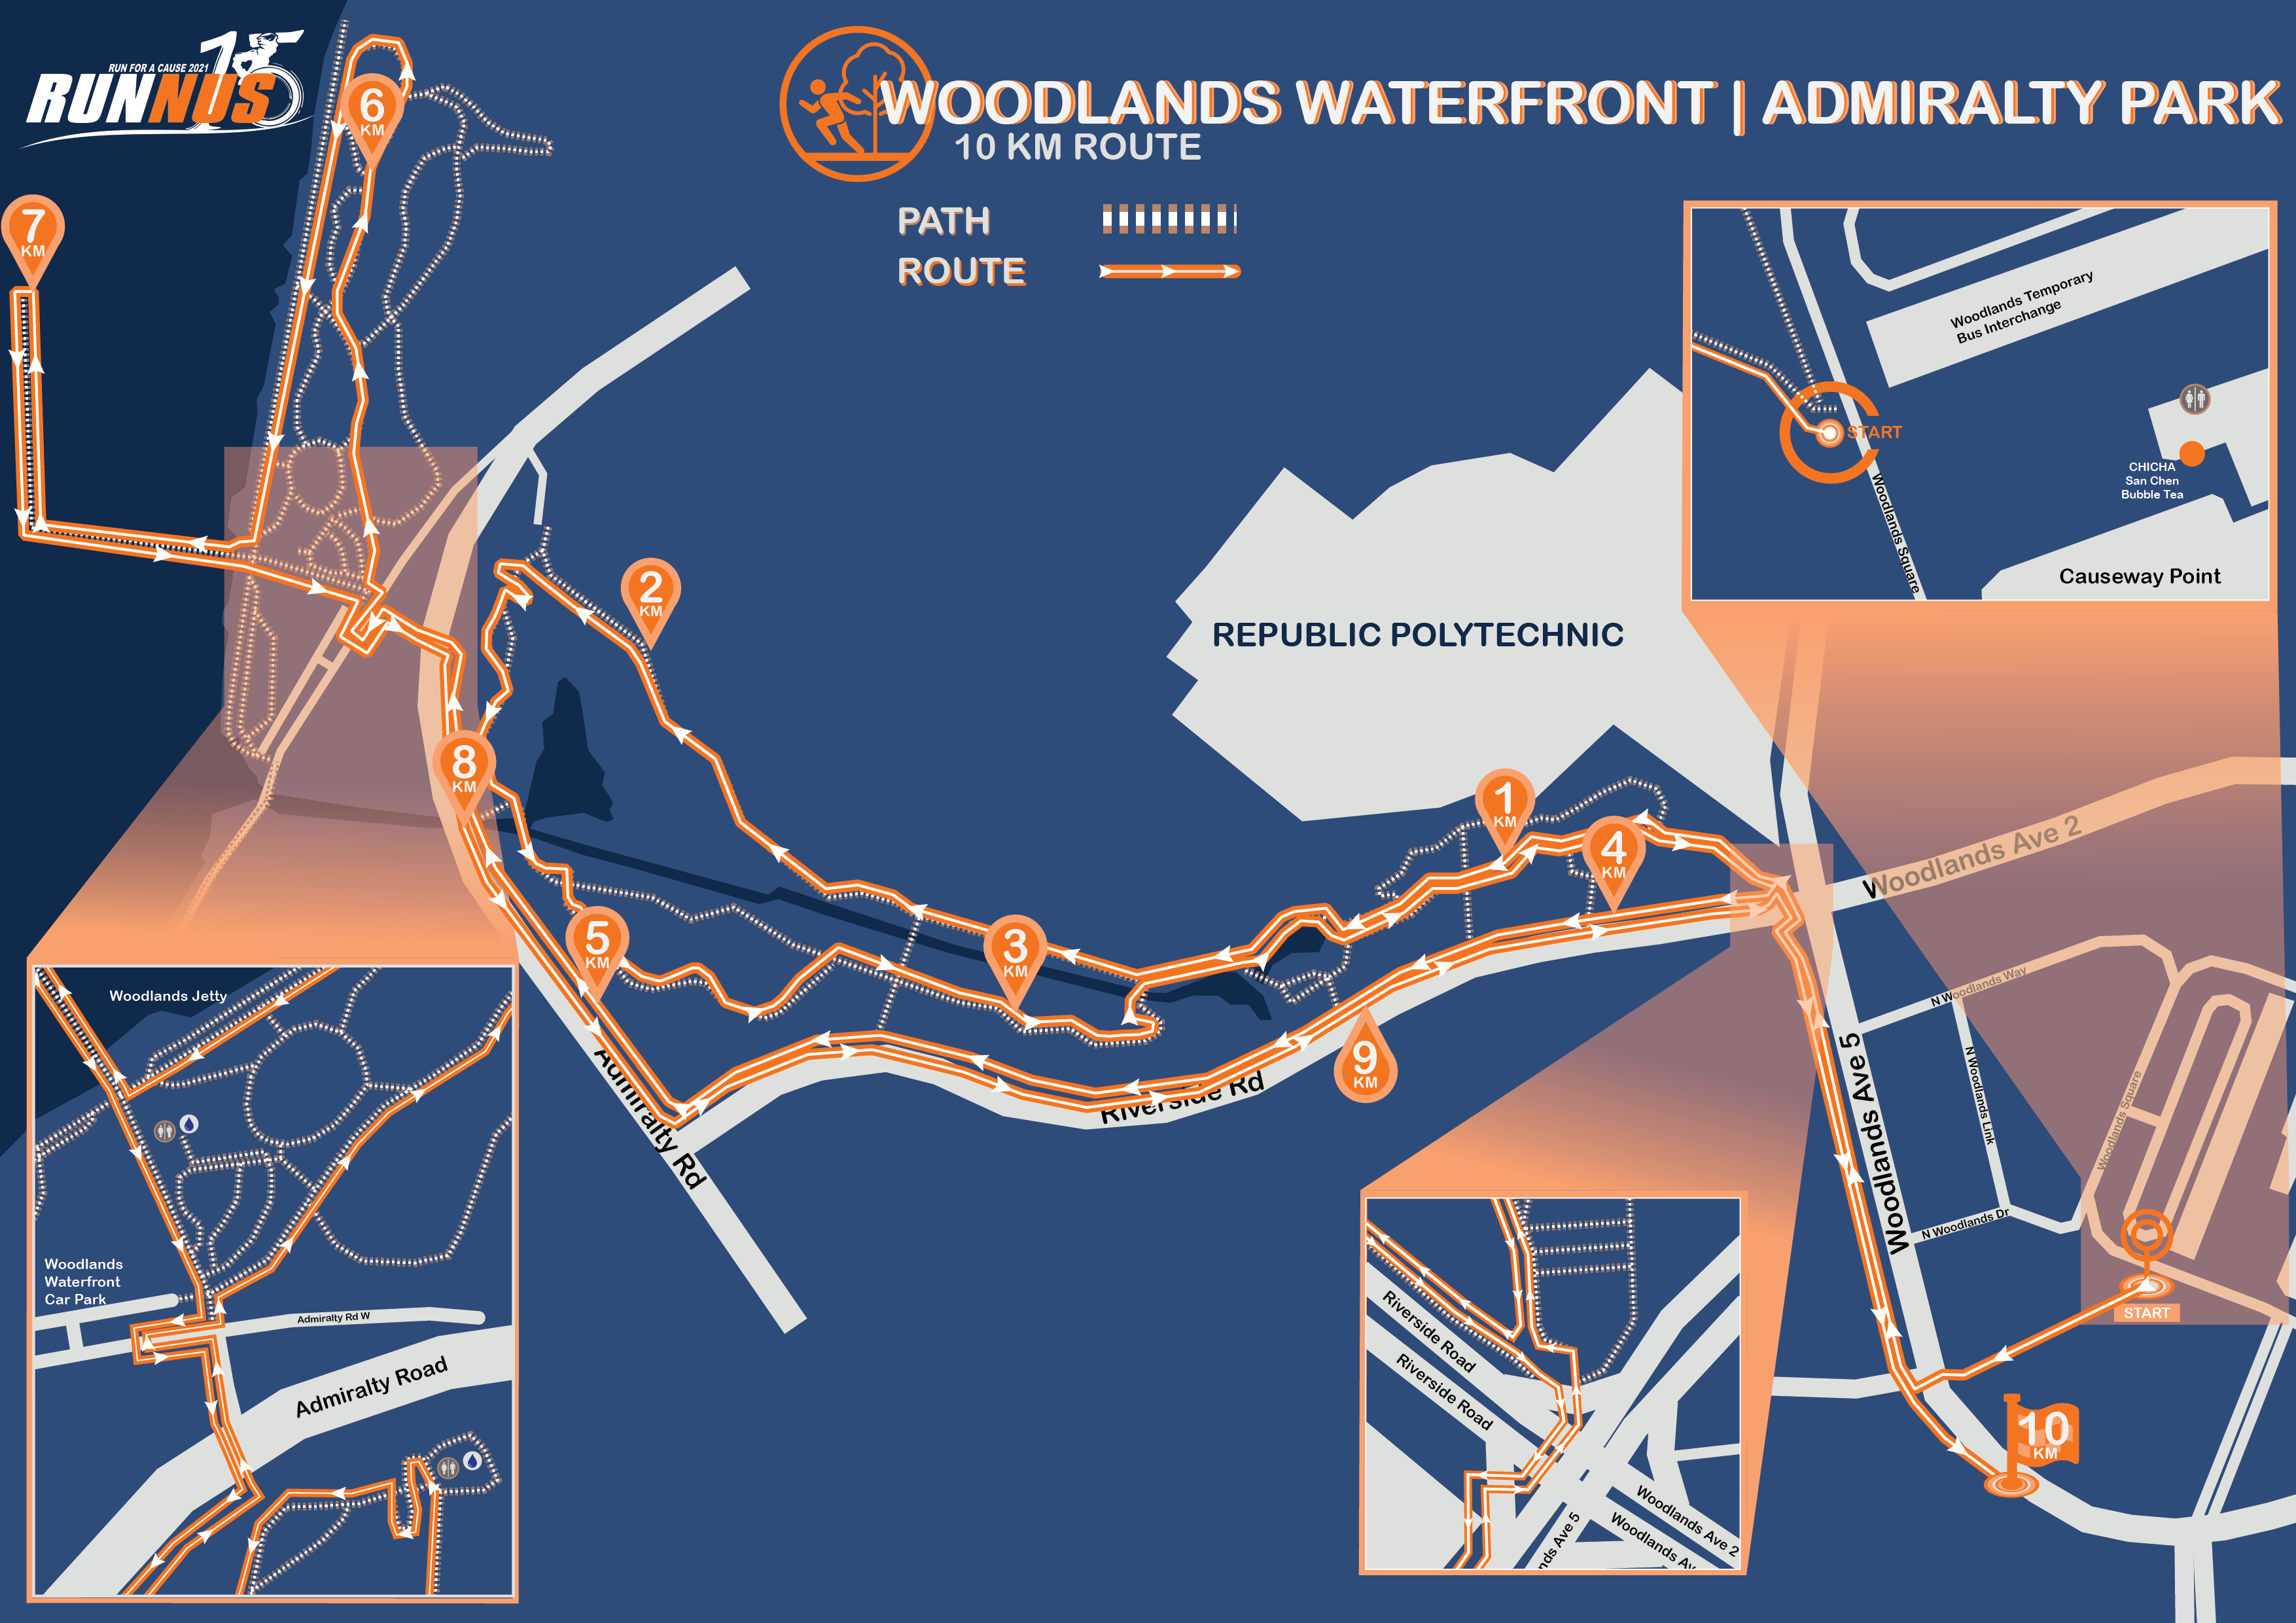 RUN FOR A CAUSE 2021
15
RUNNUS
WOODLANDS WATERFRONT | ADMIRALTY PARK
10 KM ROUTE
PATH
ROUTE
6
KM
7
KM
2
KM
8
KM
5
KM
3
KM
1
KM
4
KM
9
KM
10
KM
REPUBLIC POLYTECHNIC
Woodlands Temporary
Bus Interchange
START
CHICHA
San Chen
Bubble Tea
Woodlands Square
Causeway Point
Woodlands Ave 2
N Woodlands Way
N Woodlands Link
Woodlands Square
Woodlands Ave 5
N Woodlands Dr
START
Admiralty Rd
Riverside Rd
Woodlands Jetty
Woodlands
Waterfront
Car Park
Admiralty Rd W
Admiralty Road
Riverside Road
Riverside Road
Woodlands Ave 2
Woodlands Av
nds Ave 5